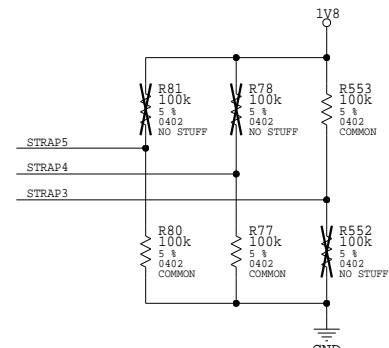 1V8
R81
100k
5 %
0402
NO STUFF
R78
100k
5 %
0402
NO STUFF
R553
100k
5 %
0402
COMMON
STRAP5
STRAP4
STRAP3
R80
100k
5 %
0402
COMMON
R77
100k
5 %
0402
COMMON
R552
100k
5 %
0402
NO STUFF
GND